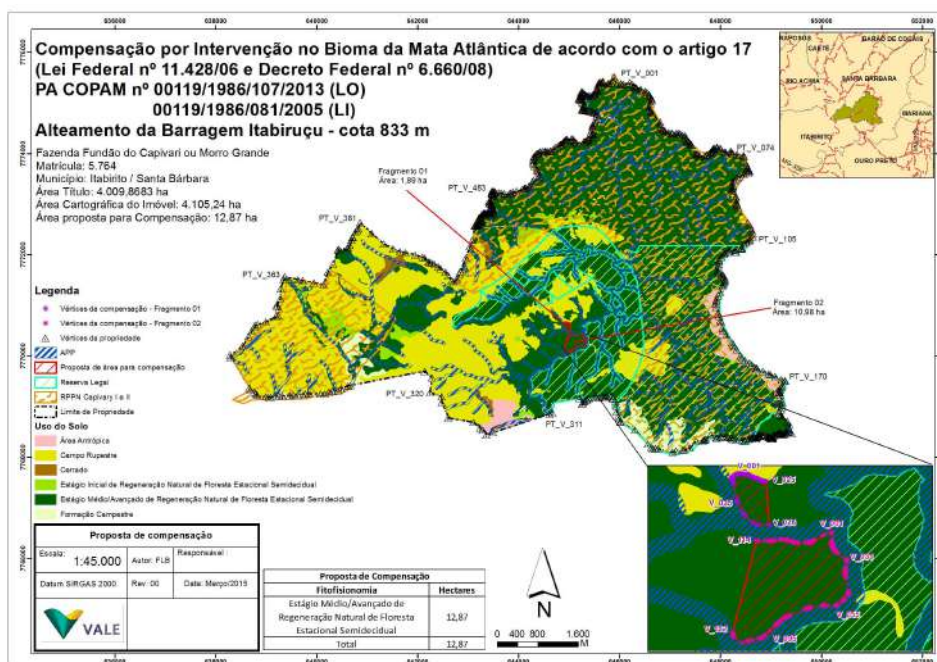 Compensação por Intervenção no Bioma da Mata Atlântica de acordo com o artigo 17
(Lei Federal nº 11.428/06 e Decreto Federal nº 6.660/08)
PA COPAM nº 00119/1986/107/2013 (LO)
00119/1986/081/2005 (LI)
Alteamento da Barragem Itabiruçu - cota 833 m
Fazenda Fundão do Capivari ou Morro Grande
Matrícula: 5.764
Município: Itabirito / Santa Bárbara
Área Título: 4.009,8683 ha
Área Cartográfica do Imóvel: 4.105,24 ha
Área proposta para Compensação: 12,87 ha
Fragmento 01
Área: 1,89 ha
Fragmento 02
Área: 10,98 ha
PT_V_001
PT_V_074
PT_V_105
PT_V_170
PT_V_311
PT_V_320
PT_V_363
PT_V_381
PT_V_483
CAETÉ
BARÃO DE COCAIS
RIO ACIMA
SANTA BÁRBARA
MARIANA
ITABIRITO
OURO PRETO
Legenda
Vértices da compensação - Fragmento 01
Vértices da compensação - Fragmento 02
Vértices da propriedade
APP
Proposta de área para compensação
Reserva Legal
RPPN Capivary I e II
Limite de Propriedade
Uso do Solo
Área Antrópica
Campo Rupestre
Cerrado
Estágio Inicial de Regeneração Natural de Floresta Estacional Semidecidual
Estágio Médio/Avançado de Regeneração Natural de Floresta Estacional Semidecidual
Formação Campestre
Proposta de compensação
Escala: 1:45.000
Autor: FLB
Responsável:
Datum SIRGAS 2000
Rev: 00
Data: Março/2015
VALE
Proposta de Compensação
Fitofisionomia Hectares
Estágio Médio/Avançado de
Regeneração Natural de Floresta 12,87
Estacional Semidecidual
Total 12,87
N
0 400 800 1.600
M
V_001
V_025
V_026
V_001
V_114
V_112